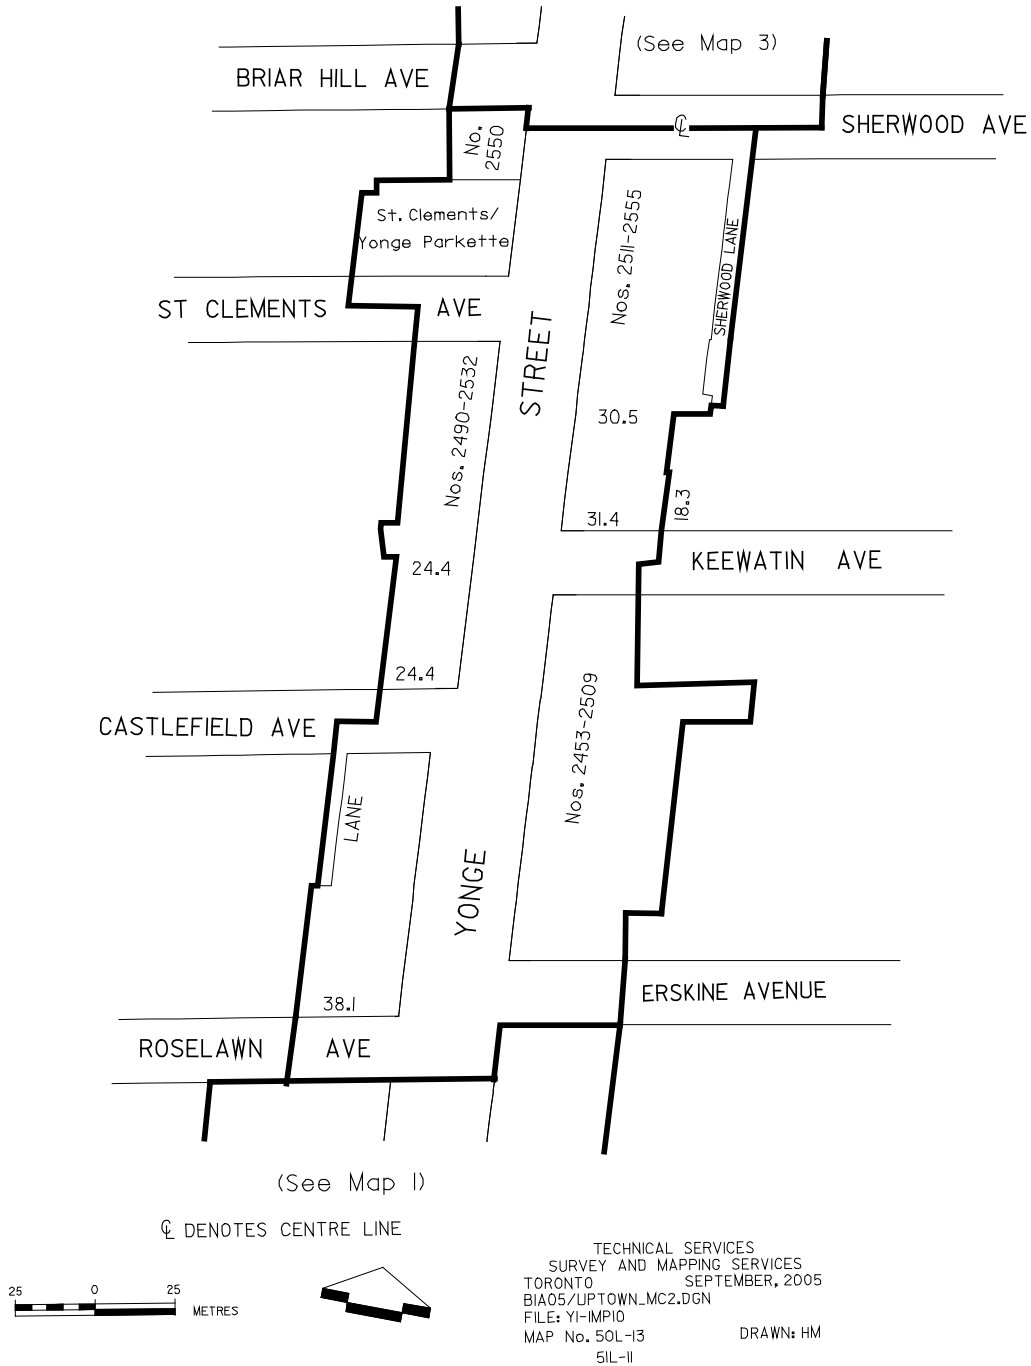 (See Map 3)
BRIAR HILL AVE
SHERWOOD AVE
℄
No.
2550
St. Clements/
Yonge Parkette
Nos. 2511-2555
SHERWOOD LANE
ST CLEMENTS AVE
STREET
Nos. 2490-2532
30.5
31.4
18.3
24.4
KEEWATIN AVE
24.4
CASTLEFIELD AVE
Nos. 2453-2509
LANE
YONGE
38.1
ERSKINE AVENUE
ROSELAWN AVE
(See Map 1)
℄ DENOTES CENTRE LINE
25 0 25
METRES
TECHNICAL SERVICES
SURVEY AND MAPPING SERVICES
TORONTO SEPTEMBER, 2005
BIA05/UPTOWN_MC2.DGN
FILE: Y1-IMP10
MAP No. 50L-13 DRAWN: HM
51L-11